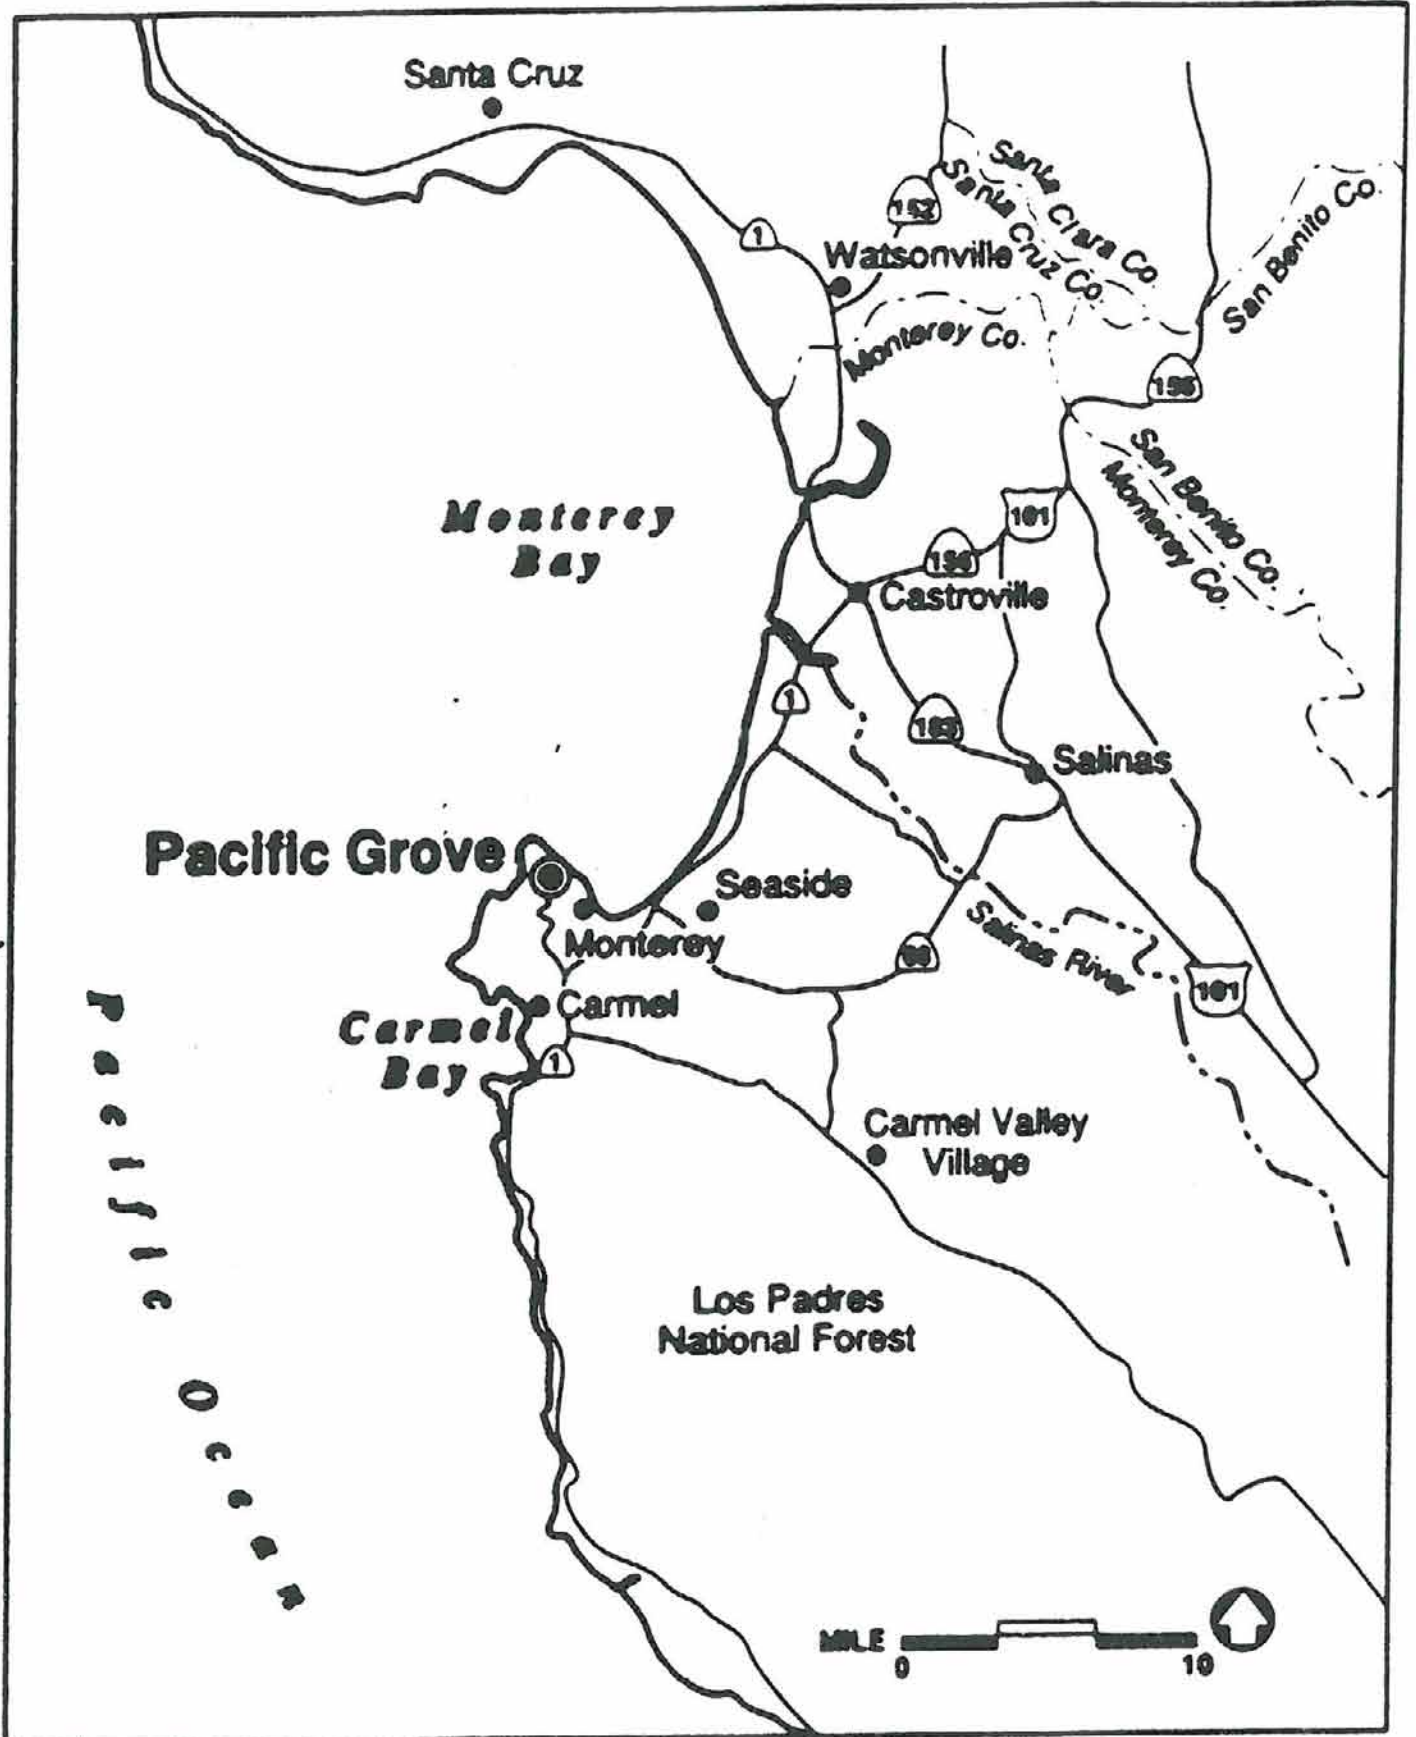 Santa Cruz
152
Santa Clara Co.
Santa Cruz Co.
San Benito Co.
1
Watsonville
Monterey Co.
156
San Benito Co.
Monterey Co.
Monterey
Bay
101
156
Castroville
1
183
Salinas
Pacific Grove
Seaside
Monterey
Salinas River
Carmel
101
Carmel
Bay
1
Pacific Ocean
Carmel Valley
Village
Los Padres
National Forest
MILE
0 10